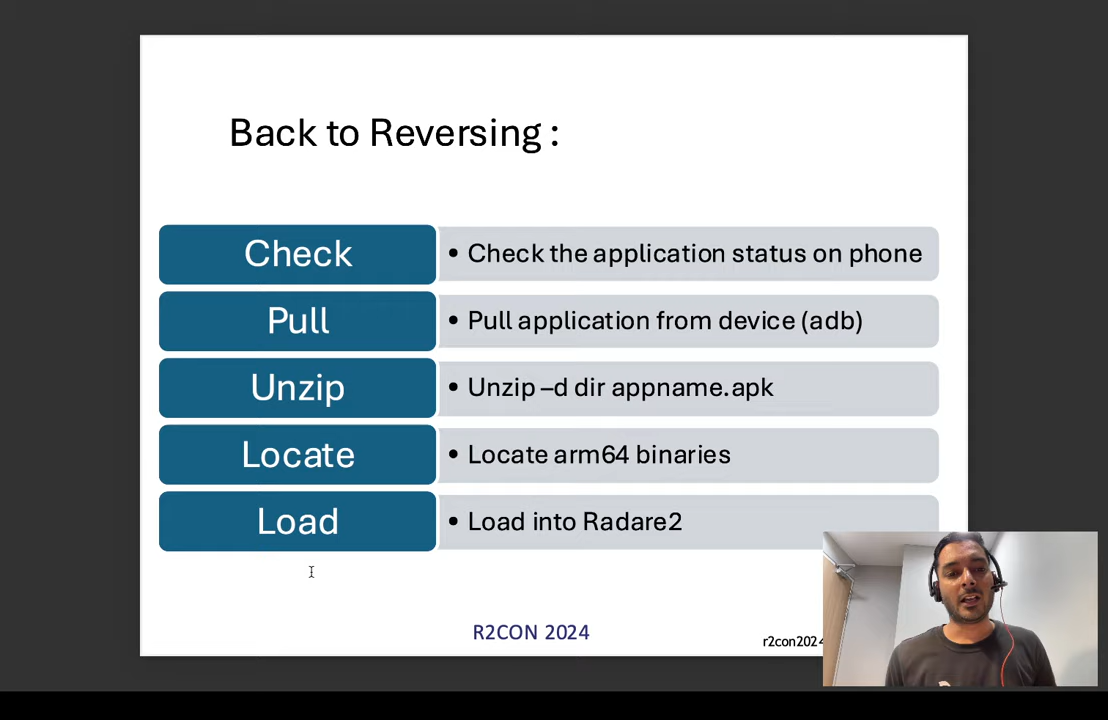 Back to Reversing :
Check
• Check the application status on phone
Pull
• Pull application from device (adb)
Unzip
• Unzip –d dir appname.apk
Locate
• Locate arm64 binaries
Load
• Load into Radare2
R2CON 2024
r2con2024